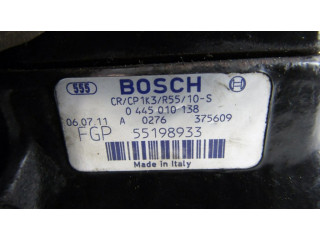 555 BOSCH
CR/CP1K3/R55/10-S
0 445 010 138
06.07.11 A 0276 375609
FGP 55198933
Made in Italy